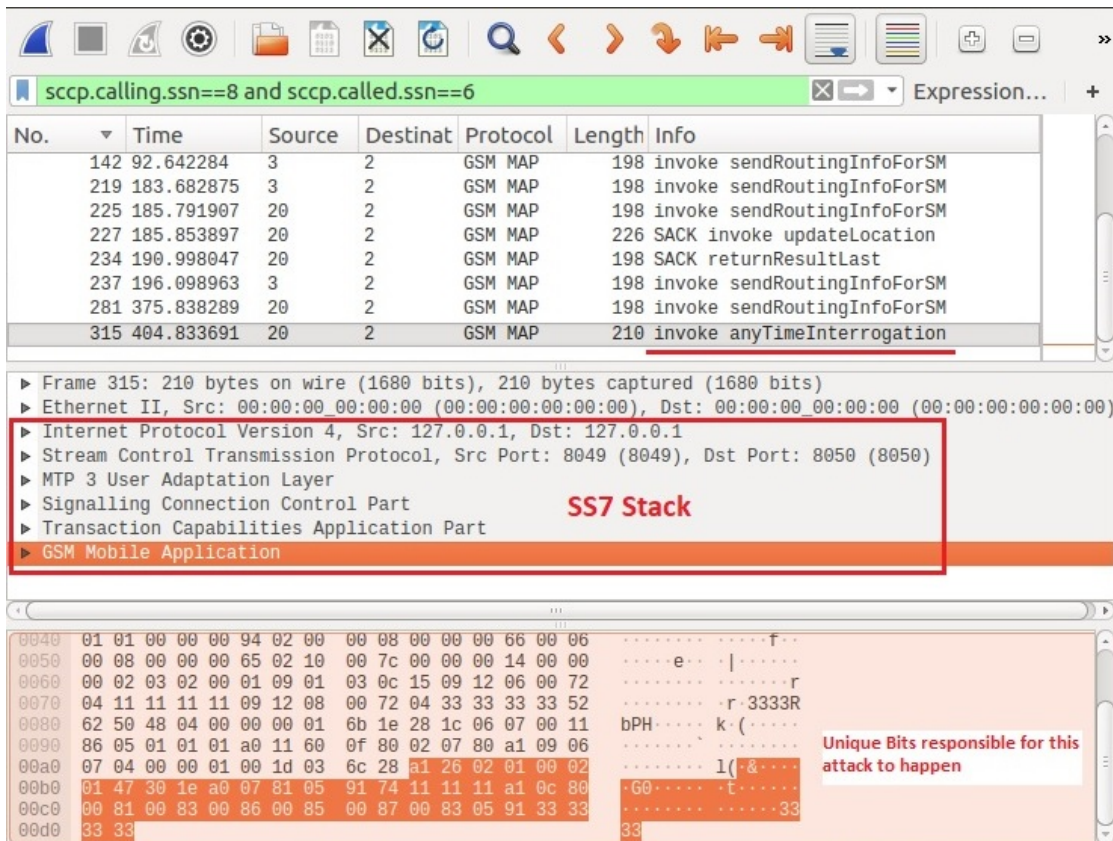 sccp.calling.ssn==8 and sccp.called.ssn==6 Expression... +
No. Time Source Destinat Protocol Length Info
142 92.642284 3 2 GSM MAP 198 invoke sendRoutingInfoForSM
219 183.682875 3 2 GSM MAP 198 invoke sendRoutingInfoForSM
225 185.791907 20 2 GSM MAP 198 invoke sendRoutingInfoForSM
227 185.853897 20 2 GSM MAP 226 SACK invoke updateLocation
234 190.998047 20 2 GSM MAP 198 SACK returnResultLast
237 196.098963 3 2 GSM MAP 198 invoke sendRoutingInfoForSM
281 375.838289 20 2 GSM MAP 198 invoke sendRoutingInfoForSM
315 404.833691 20 2 GSM MAP 210 invoke anyTimeInterrogation
Frame 315: 210 bytes on wire (1680 bits), 210 bytes captured (1680 bits)
Ethernet II, Src: 00:00:00_00:00:00 (00:00:00:00:00:00), Dst: 00:00:00_00:00:00 (00:00:00:00:00:00)
Internet Protocol Version 4, Src: 127.0.0.1, Dst: 127.0.0.1
Stream Control Transmission Protocol, Src Port: 8049 (8049), Dst Port: 8050 (8050)
MTP 3 User Adaptation Layer
Signalling Connection Control Part
SS7 Stack
Transaction Capabilities Application Part
GSM Mobile Application
0040 01 01 00 00 00 94 02 00 00 08 00 00 00 66 00 06 ········ ·····f··
0050 00 08 00 00 00 65 02 10 00 7c 00 00 00 14 00 00 ·····e·· ·|······
0060 00 02 03 02 00 01 09 01 03 0c 15 09 12 06 00 72 ········ ·······r
0070 04 11 11 11 11 09 12 08 00 72 04 33 33 33 33 52 ········ ·r·3333R
0080 62 50 48 04 00 00 00 01 6b 1e 28 1c 06 07 00 11 bPH····· k·(·····
0090 86 05 01 01 01 a0 11 60 0f 80 02 07 80 a1 09 06 ·······` ········
00a0 07 04 00 00 01 00 1d 03 6c 28 a1 26 02 01 00 02 ········ l(·&····
00b0 01 47 30 1e a0 07 81 05 91 74 11 11 11 a1 0c 80 ·G0····· ·t······
00c0 00 81 00 83 00 86 00 85 00 87 00 83 05 91 33 33 ········ ······33
00d0 33 33 33
Unique Bits responsible for this
attack to happen